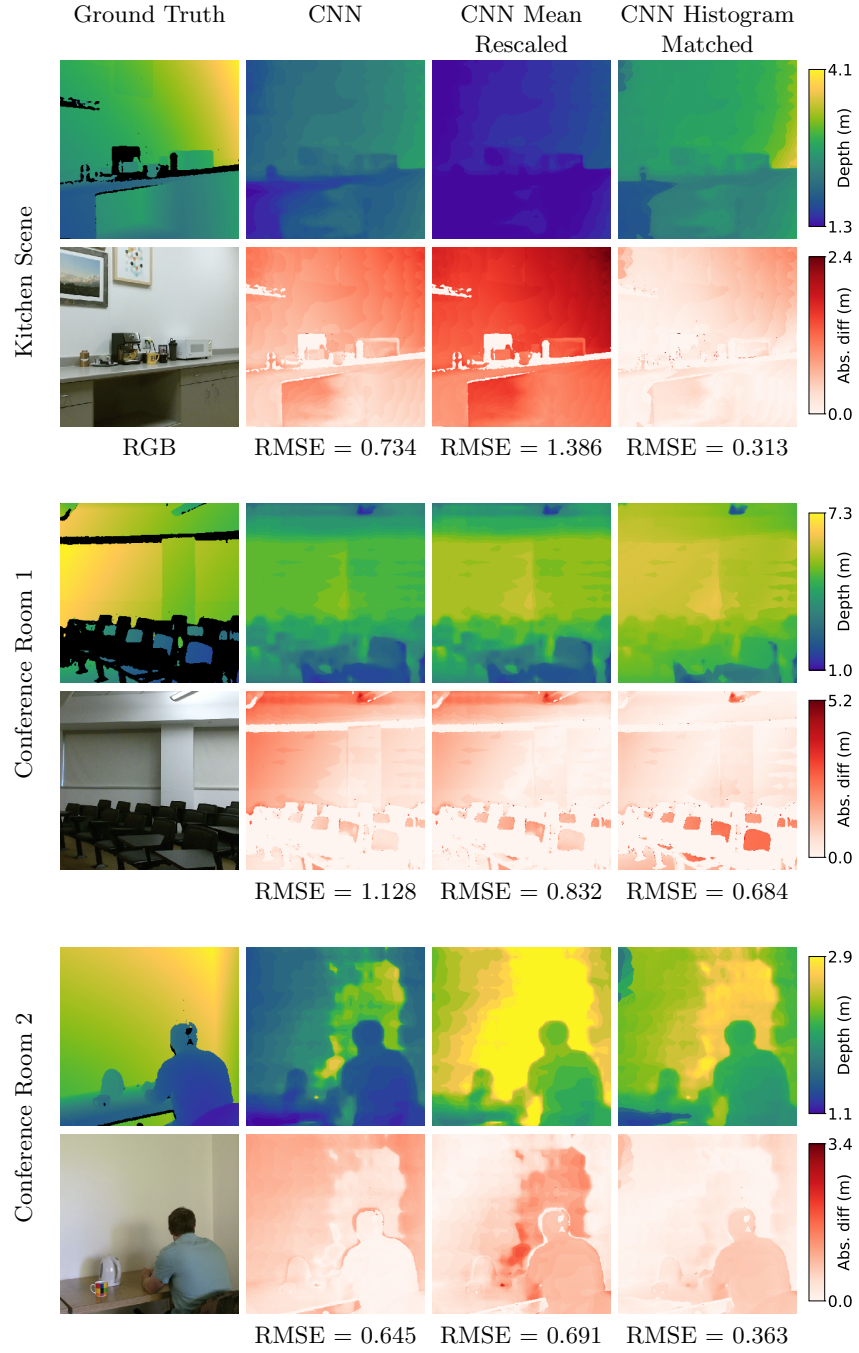 Ground Truth
CNN
CNN Mean
Rescaled
CNN Histogram
Matched
Kitchen Scene
4.1
Depth (m)
1.3
2.4
Abs. diff (m)
0.0
RGB
RMSE = 0.734
RMSE = 1.386
RMSE = 0.313
Conference Room 1
7.3
Depth (m)
1.0
5.2
Abs. diff (m)
0.0
RMSE = 1.128
RMSE = 0.832
RMSE = 0.684
Conference Room 2
2.9
Depth (m)
1.1
3.4
Abs. diff (m)
0.0
RMSE = 0.645
RMSE = 0.691
RMSE = 0.363